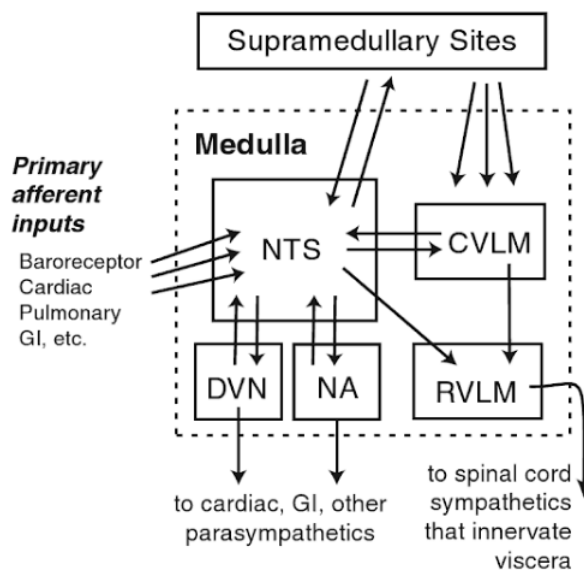 Supramedullary Sites
Medulla
Primary
afferent
inputs
Baroreceptor
Cardiac
Pulmonary
GI, etc.
NTS
CVLM
DVN
NA
RVLM
to cardiac, GI, other
parasympathetics
to spinal cord
sympathetics
that innervate
viscera